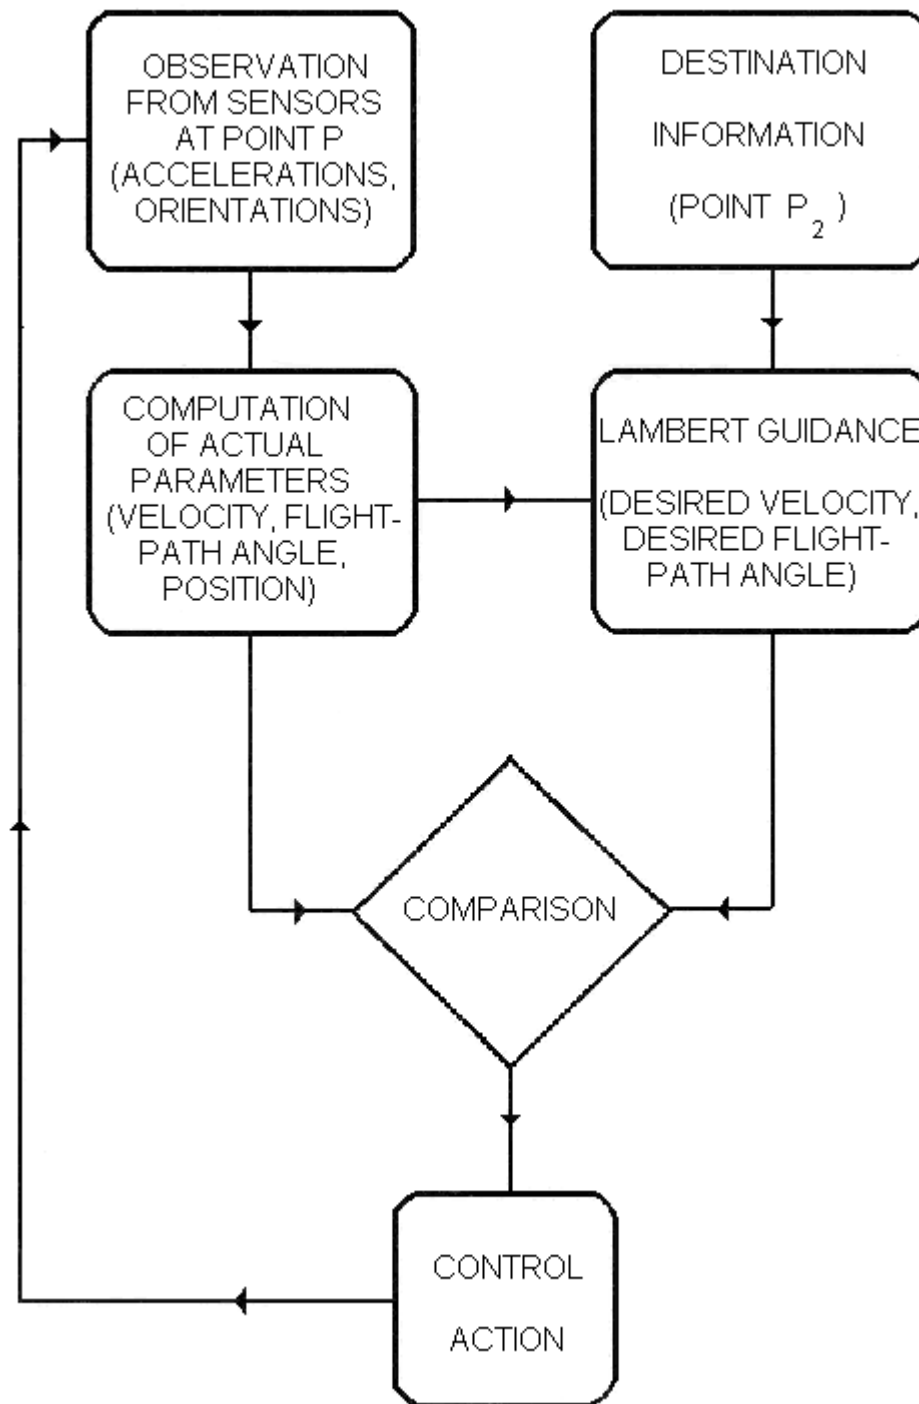 OBSERVATION
FROM SENSORS
AT POINT P
(ACCELERATIONS,
ORIENTATIONS)
DESTINATION
INFORMATION
(POINT P₂)
COMPUTATION
OF ACTUAL
PARAMETERS
(VELOCITY, FLIGHT-
PATH ANGLE,
POSITION)
LAMBERT GUIDANCE
(DESIRED VELOCITY,
DESIRED FLIGHT-
PATH ANGLE)
COMPARISON
CONTROL
ACTION